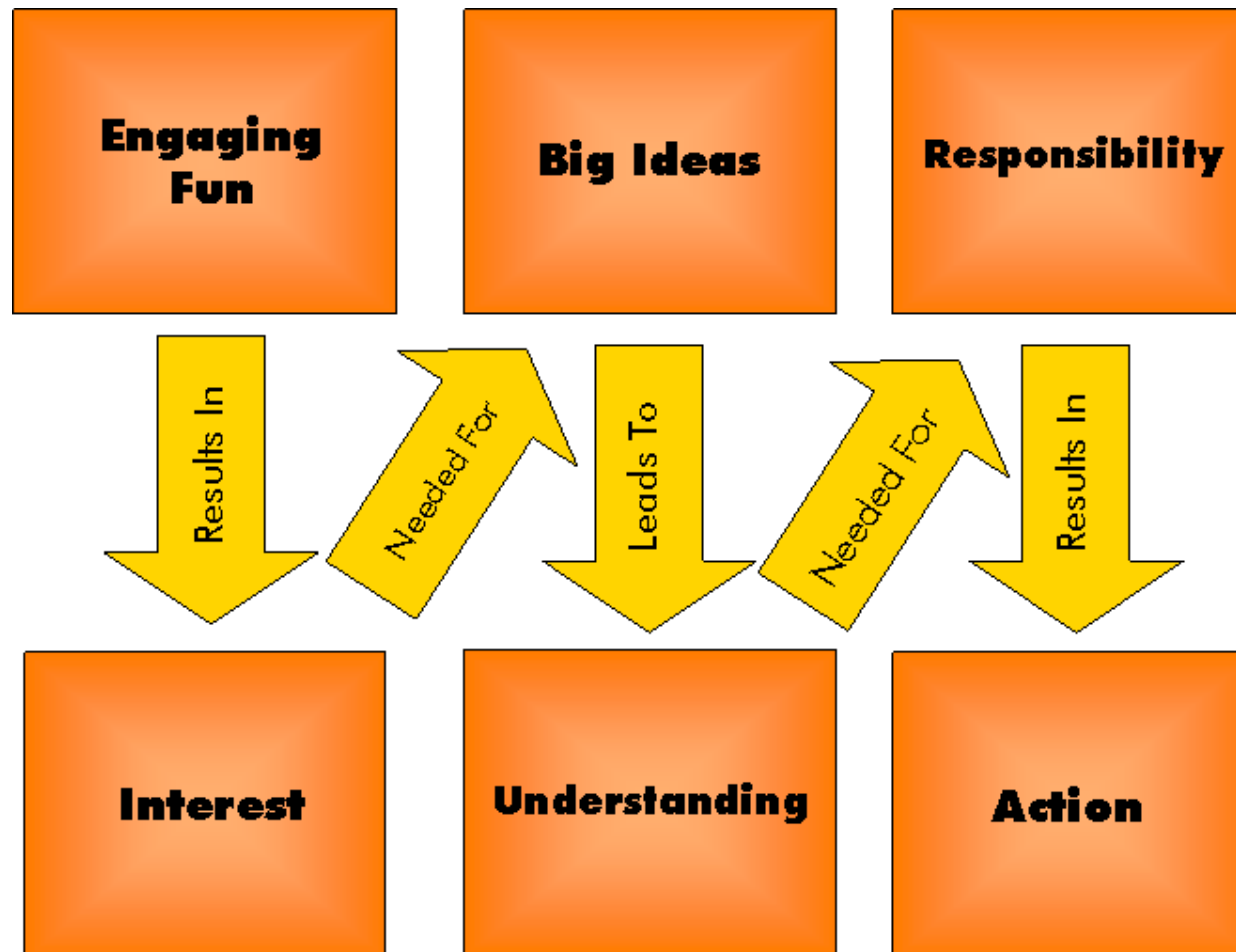 Engaging
Fun
Big Ideas
Responsibility
Results In
Needed For
Leads To
Needed For
Results In
Interest
Understanding
Action